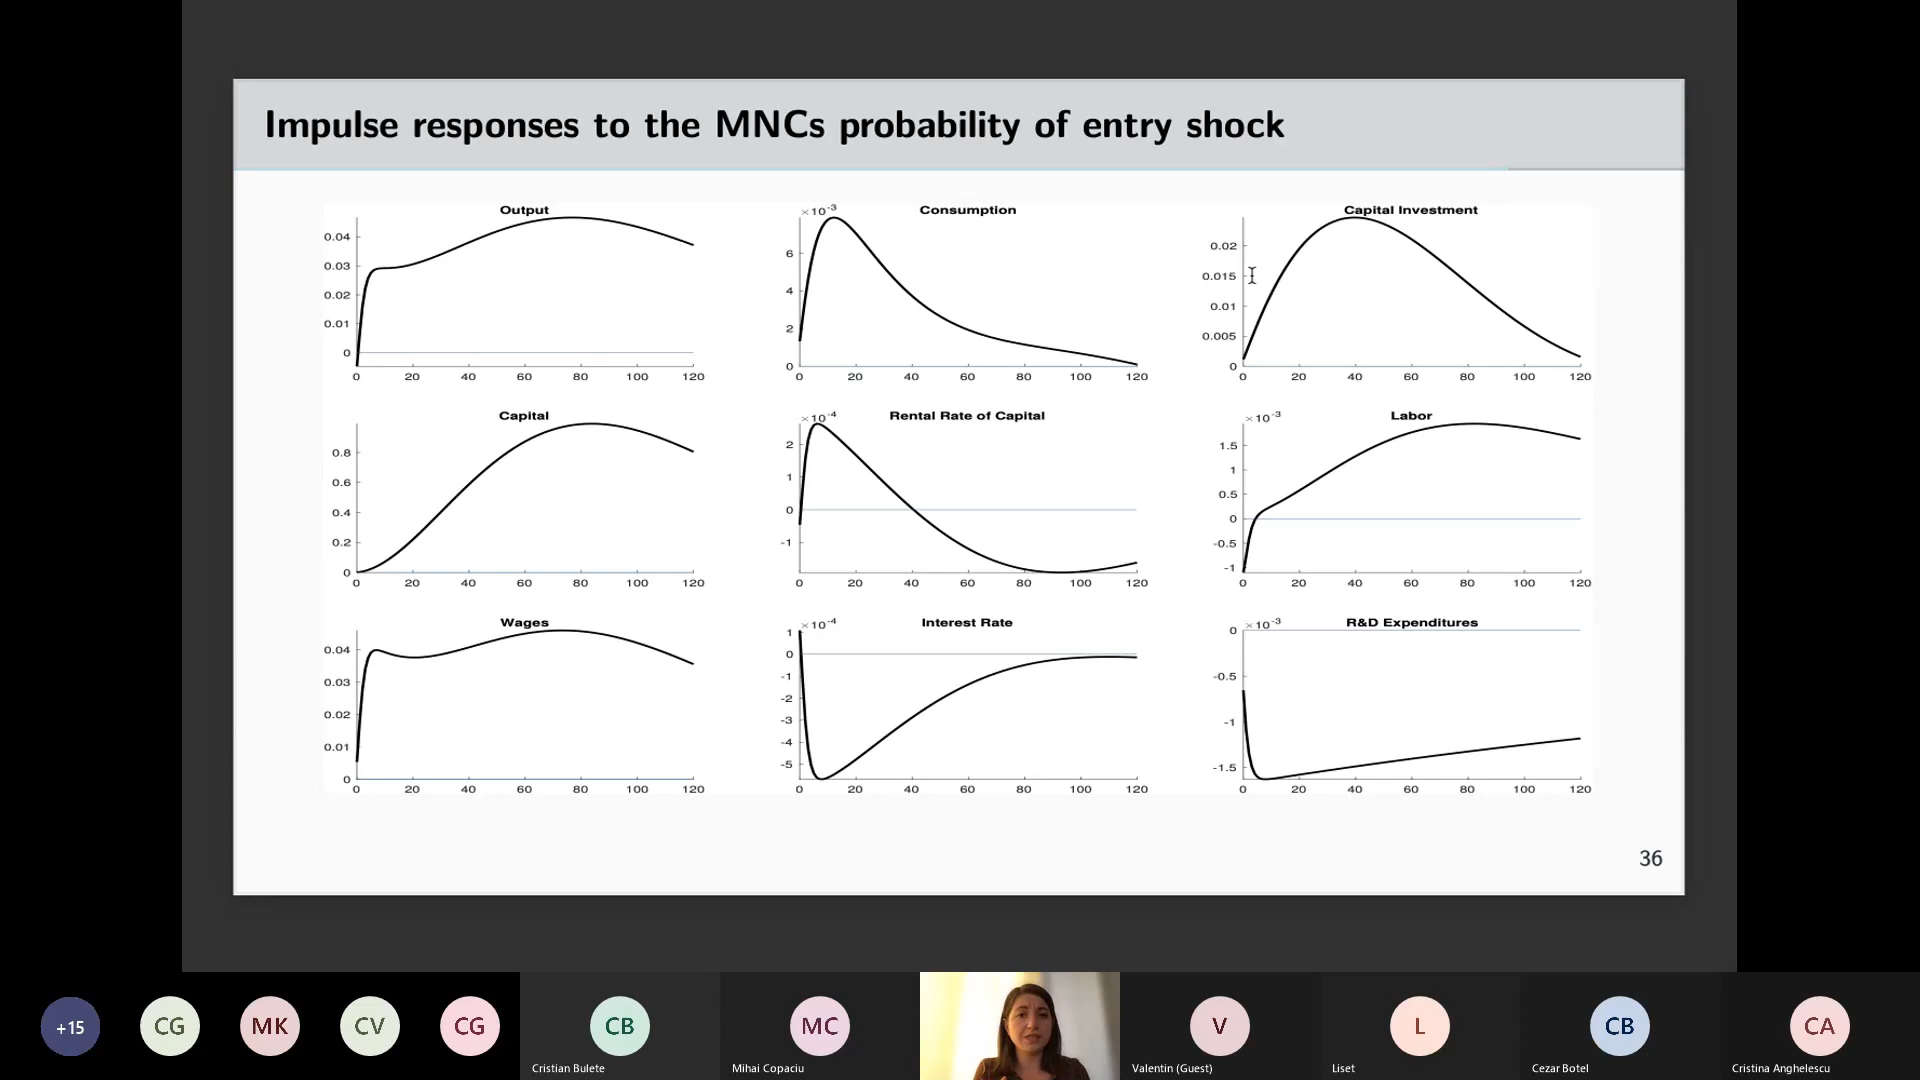 Impulse responses to the MNCs probability of entry shock
Output
0.04
0.03
0.02
0.01
0
0 20 40 60 80 100 120
Consumption
×10^-3
6
4
2
0
0 20 40 60 80 100 120
Capital Investment
0.02
0.015
0.01
0.005
0
0 20 40 60 80 100 120
Capital
0.8
0.6
0.4
0.2
0
0 20 40 60 80 100 120
Rental Rate of Capital
×10^-4
2
1
0
-1
0 20 40 60 80 100 120
Labor
×10^-3
1.5
1
0.5
0
-0.5
-1
0 20 40 60 80 100 120
Wages
0.04
0.03
0.02
0.01
0
0 20 40 60 80 100 120
Interest Rate
×10^-4
1
0
-1
-2
-3
-4
-5
0 20 40 60 80 100 120
R&D Expenditures
×10^-3
0
-0.5
-1
-1.5
0 20 40 60 80 100 120
36
+15
CG
MK
CV
CG
CB
Cristian Bulete
MC
Mihai Copaciu
V
Valentin (Guest)
L
Liset
CB
Cezar Botel
CA
Cristina Anghelescu